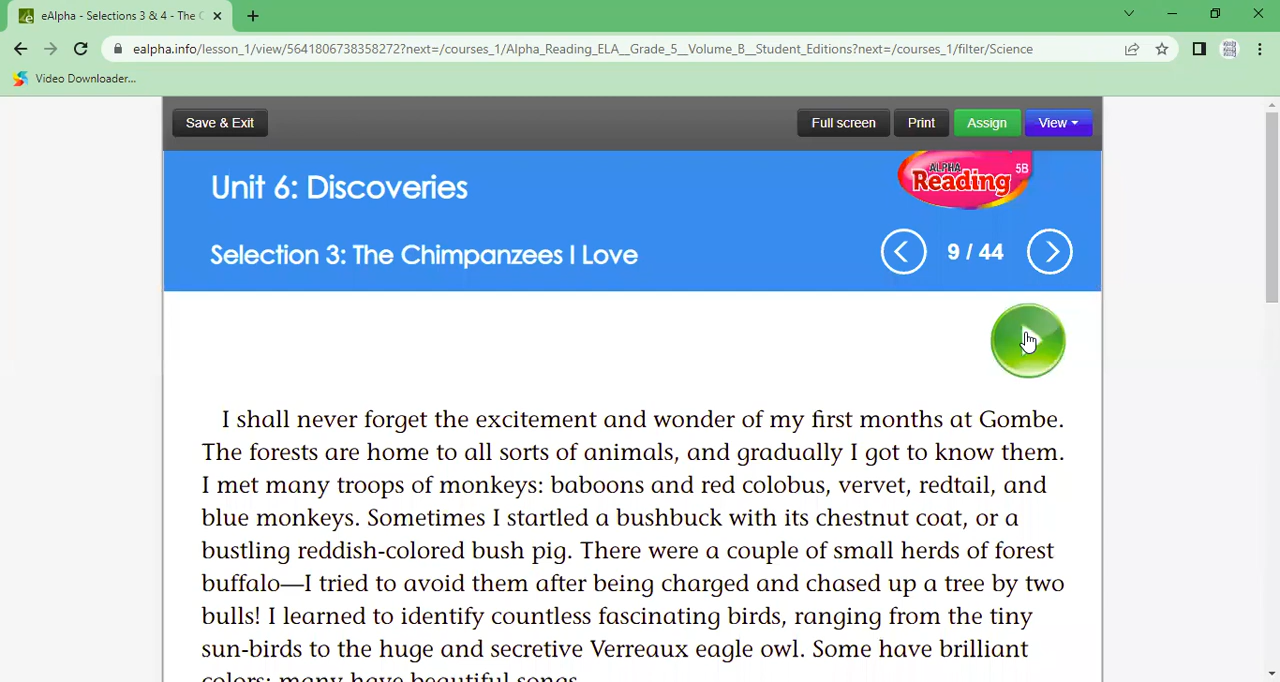 eAlpha - Selections 3 & 4 - The C
ealpha.info/lesson_1/view/5641806738358272?next=/courses_1/Alpha_Reading_ELA__Grade_5__Volume_B__Student_Editions?next=/courses_1/filter/Science
Video Downloader...
Save & Exit
Full screen
Print
Assign
View
Unit 6: Discoveries
ALPHA
Reading
5B
Selection 3: The Chimpanzees I Love
9 / 44
I shall never forget the excitement and wonder of my first months at Gombe.
The forests are home to all sorts of animals, and gradually I got to know them.
I met many troops of monkeys: baboons and red colobus, vervet, redtail, and
blue monkeys. Sometimes I startled a bushbuck with its chestnut coat, or a
bustling reddish-colored bush pig. There were a couple of small herds of forest
buffalo—I tried to avoid them after being charged and chased up a tree by two
bulls! I learned to identify countless fascinating birds, ranging from the tiny
sun-birds to the huge and secretive Verreaux eagle owl. Some have brilliant
colors; many have beautiful songs.